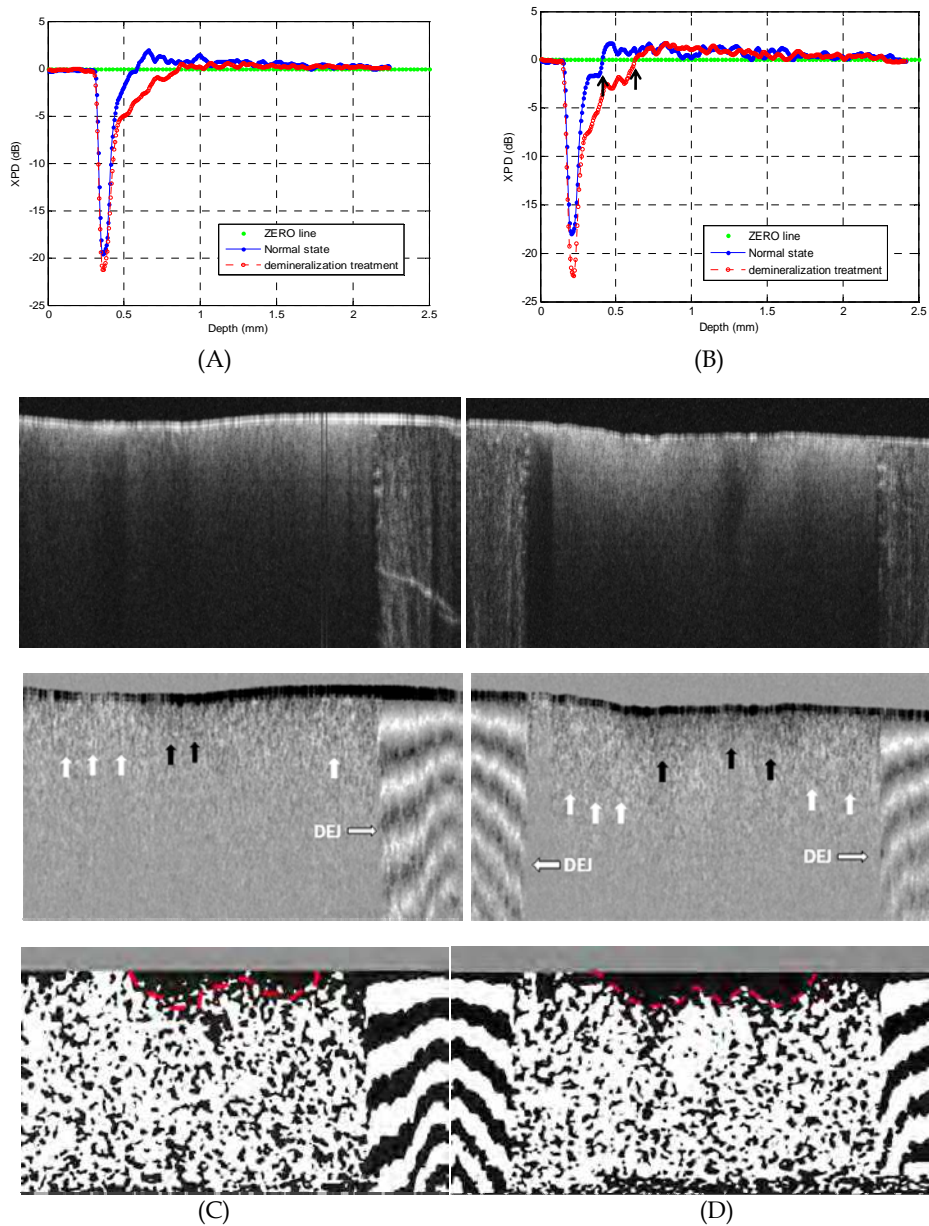 5
0
-5
-10
-15
-20
-25
XPD (dB)
0
0.5
1
1.5
2
2.5
Depth (mm)
ZERO line
Normal state
demineralization treatment
(A)
5
0
-5
-10
-15
-20
-25
XPD (dB)
0
0.5
1
1.5
2
2.5
Depth (mm)
ZERO line
Normal state
demineralization treatment
(B)
DEJ
DEJ
DEJ
(C)
(D)